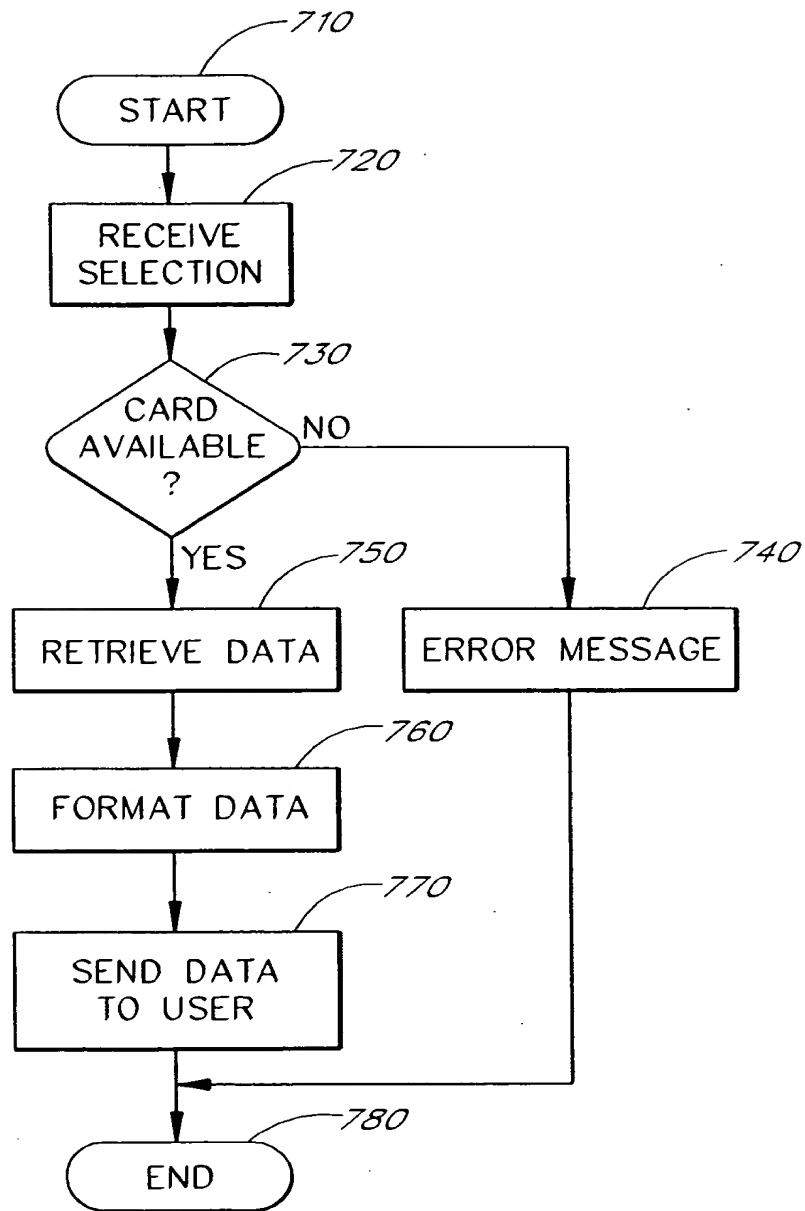 710
START
720
RECEIVE
SELECTION
730
CARD
AVAILABLE
?
NO
YES
750
RETRIEVE DATA
740
ERROR MESSAGE
760
FORMAT DATA
770
SEND DATA
TO USER
780
END